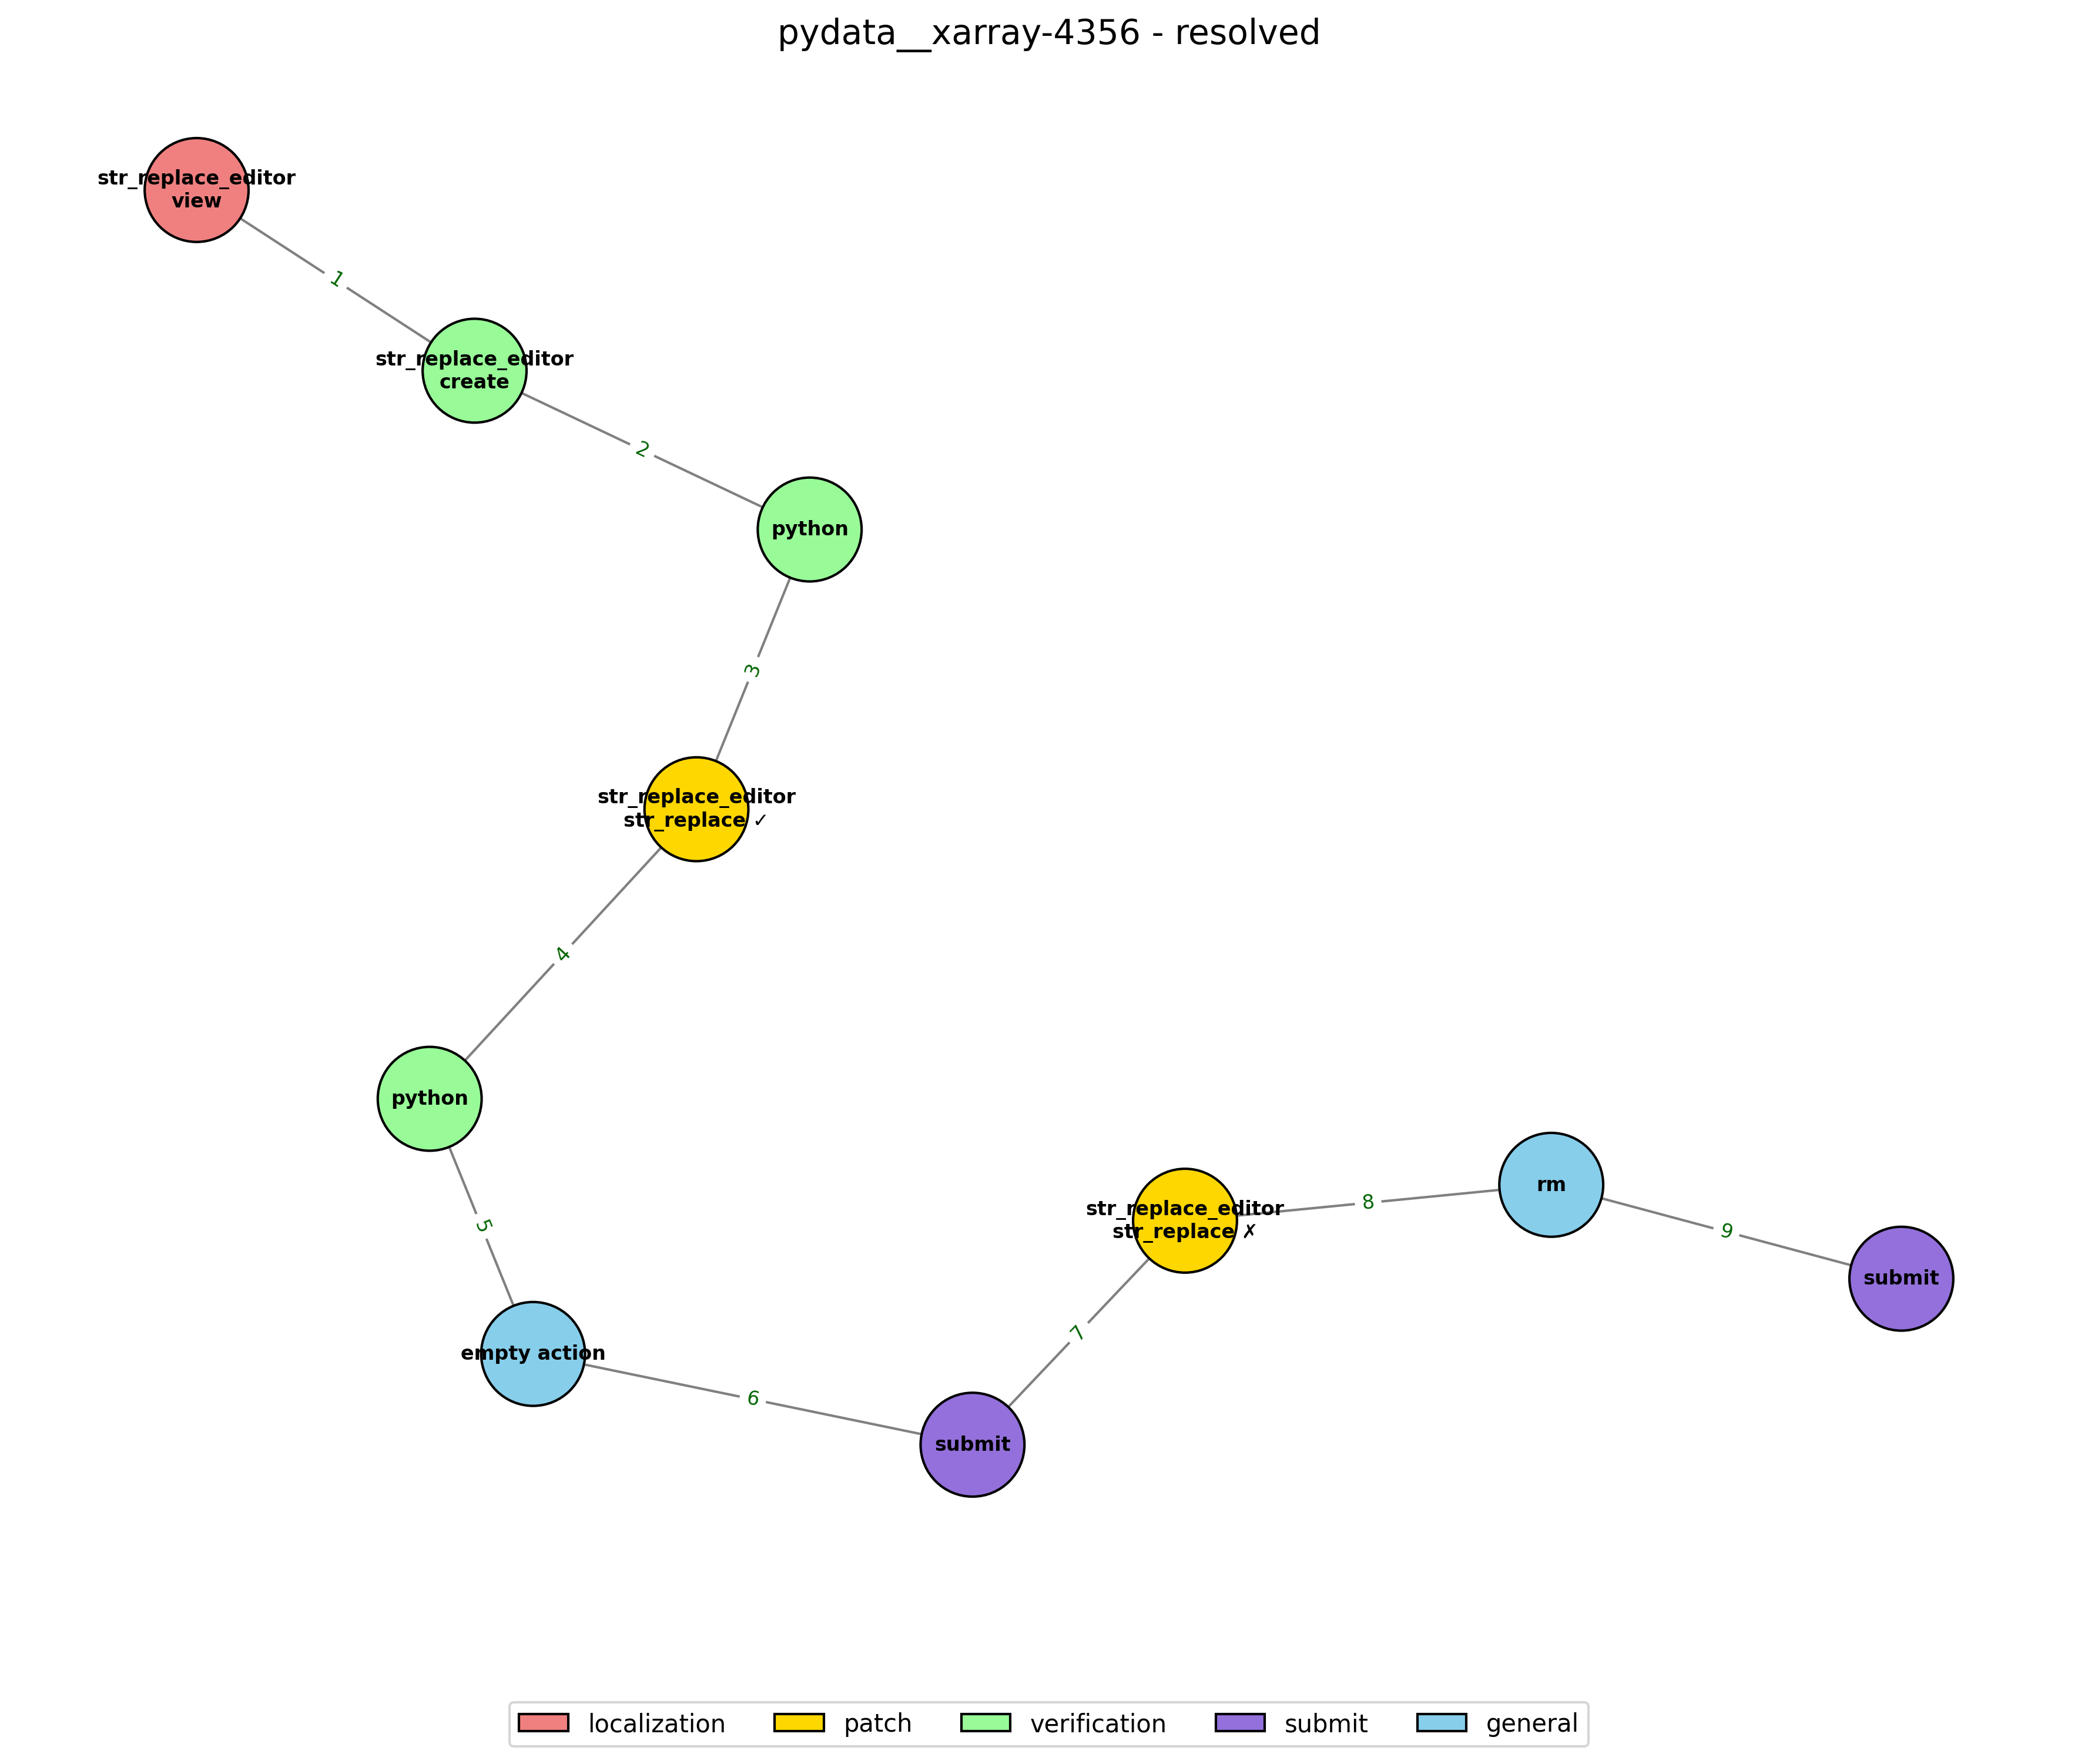 pydata__xarray-4356 - resolved
str_replace_editor
view
1
str_replace_editor
create
2
python
3
str_replace_editor
str_replace ✓
4
python
5
empty action
6
submit
7
str_replace_editor
str_replace ✗
8
rm
9
submit
localization
patch
verification
submit
general